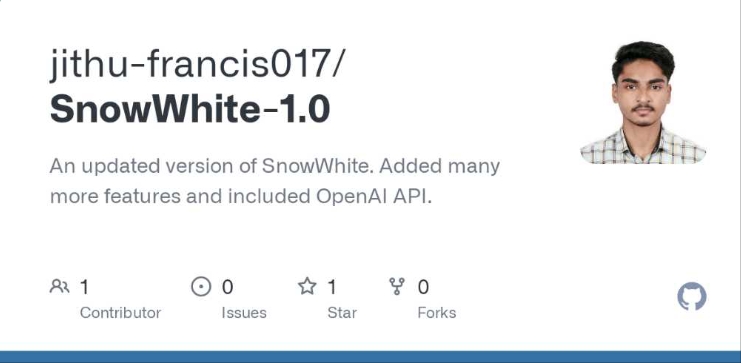 jithu-francis017/
SnowWhite-1.0
An updated version of SnowWhite. Added many
more features and included OpenAI API.
1
Contributor
0
Issues
1
Star
0
Forks